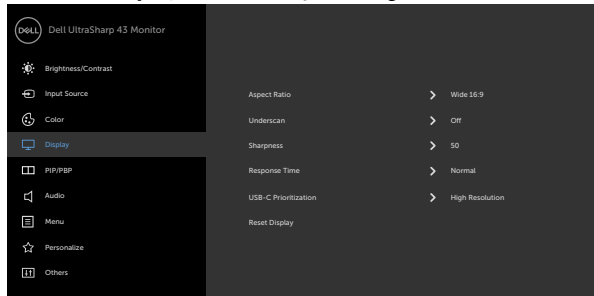 DELL Dell UltraSharp 43 Monitor
Brightness/Contrast
Input Source
Aspect Ratio Wide 16:9
Color
Underscan Off
Display
Sharpness 50
PIP/PBP
Response Time Normal
Audio
USB-C Prioritization High Resolution
Menu
Reset Display
Personalize
Others